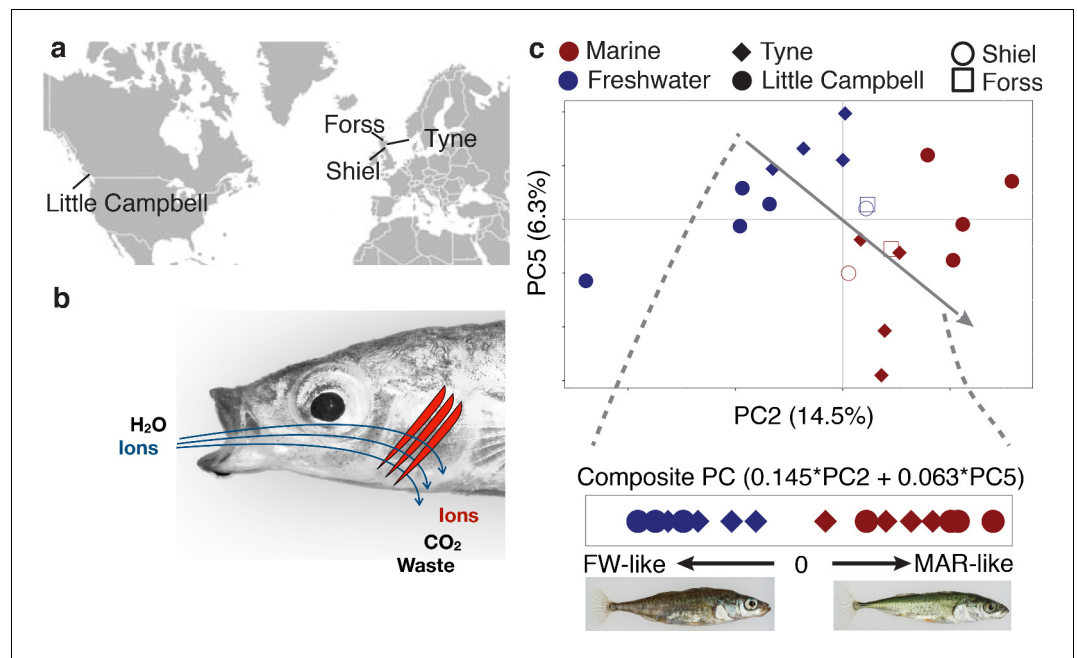 a
Forss
Tyne
Shiel
Little Campbell
b
H₂O
Ions
Ions
CO₂
Waste
c
Marine
Tyne
Shiel
Freshwater
Little Campbell
Forss
PC5 (6.3%)
PC2 (14.5%)
Composite PC (0.145*PC2 + 0.063*PC5)
FW-like
0
MAR-like